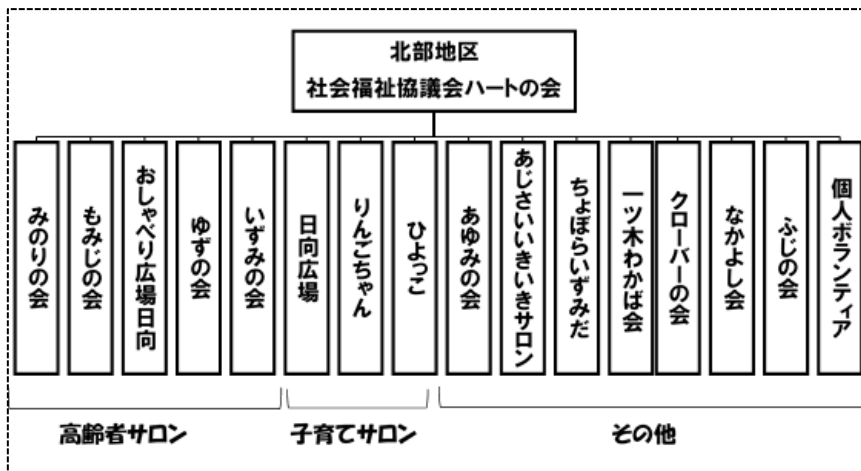 北部地区
社会福祉協議会ハートの会
みのりの会
もみじの会
おしゃべり広場日向
ゆずの会
いずみの会
日向広場
りんごちゃん
ひよっこ
あゆみの会
あじさいいきいきサロン
ちょぼらいずみだ
一ツ木わかば会
クローバーの会
なかよし会
ふじの会
個人ボランティア
高齢者サロン
子育てサロン
その他